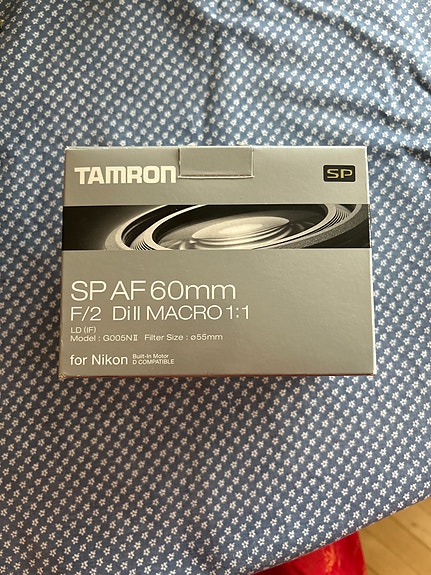 TAMRON
SP
SP AF 60mm
F/2 Di II MACRO 1:1
LD (IF)
Model : G005NII Filter Size : ø55mm
for Nikon Built-In Motor
D COMPATIBLE